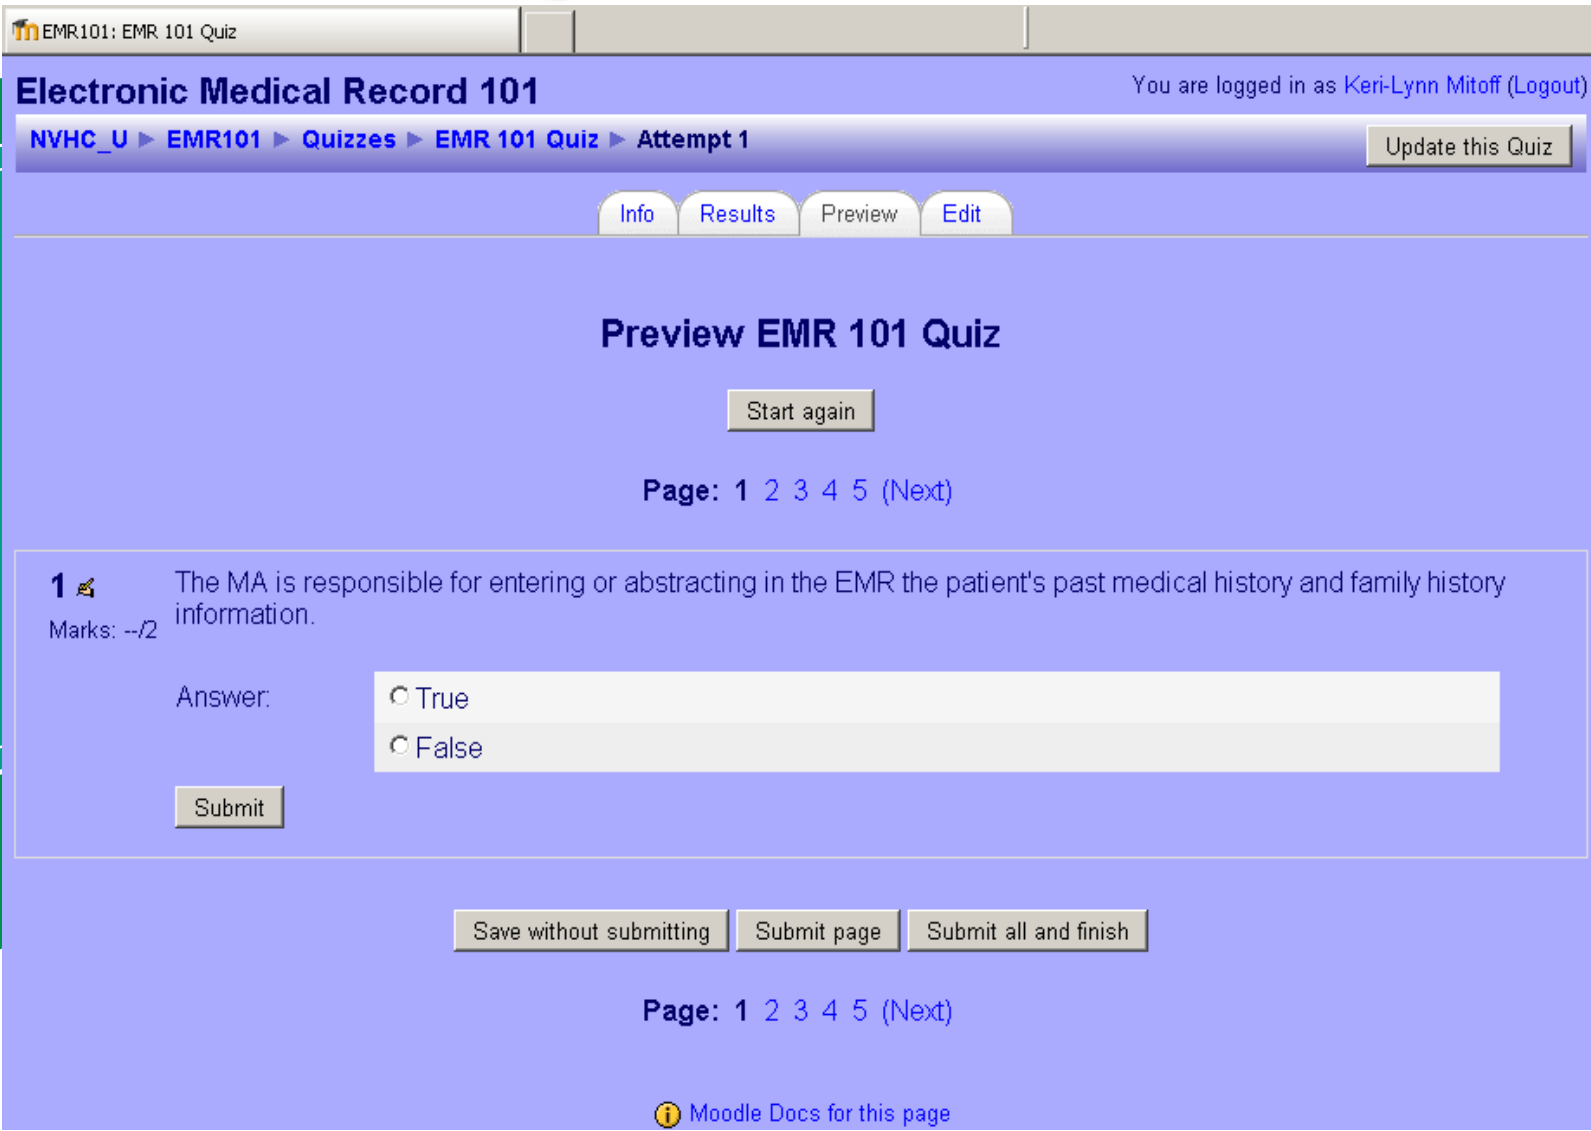 EMR101: EMR 101 Quiz
Electronic Medical Record 101
You are logged in as Keri-Lynn Mitoff (Logout)
NVHC_U ► EMR101 ► Quizzes ► EMR 101 Quiz ► Attempt 1
Update this Quiz
Info Results Preview Edit
Preview EMR 101 Quiz
Start again
Page: 1 2 3 4 5 (Next)
1 The MA is responsible for entering or abstracting in the EMR the patient's past medical history and family history
information.
Marks: --/2
Answer:
True
False
Submit
Save without submitting Submit page Submit all and finish
Page: 1 2 3 4 5 (Next)
Moodle Docs for this page